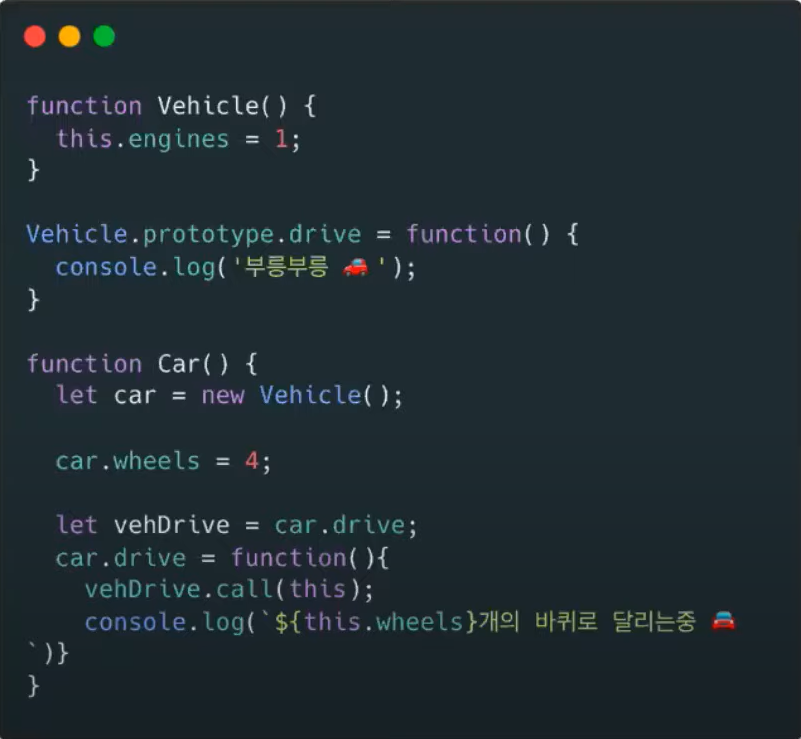 function Vehicle() {
  this.engines = 1;
}
Vehicle.prototype.drive = function() {
  console.log('부릉부릉 🚗 ');
}
function Car() {
  let car = new Vehicle();
  car.wheels = 4;
  let vehDrive = car.drive;
  car.drive = function(){
    vehDrive.call(this);
    console.log(`${this.wheels}개의 바퀴로 달리는중 🚘
`)}
}